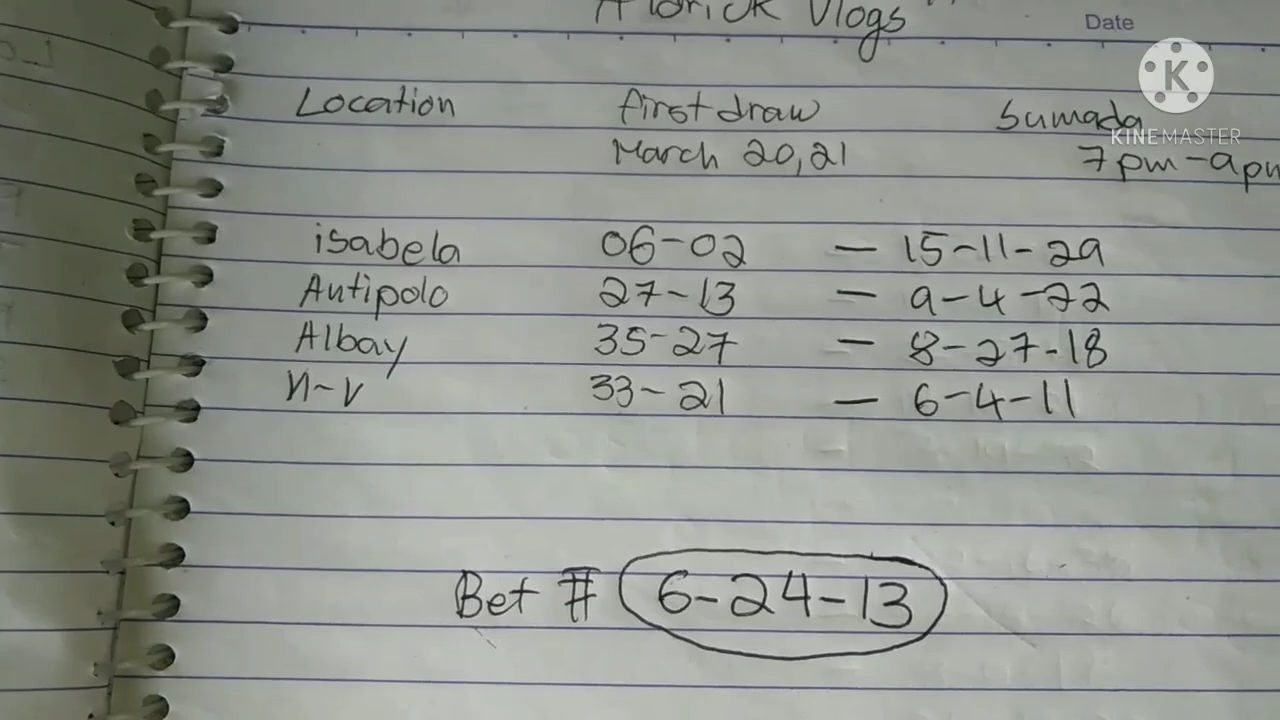 Aldrick Vlogs"
Date
Location first draw Sumada
K
KINEMASTER
March 20,21 7pm-9pm
isabela 06-02 — 15-11-29
Antipolo 27-13 — 9-4-22
Albay 35-27 — 8-27-18
N-V 33-21 — 6-4-11
Bet # 6-24-13